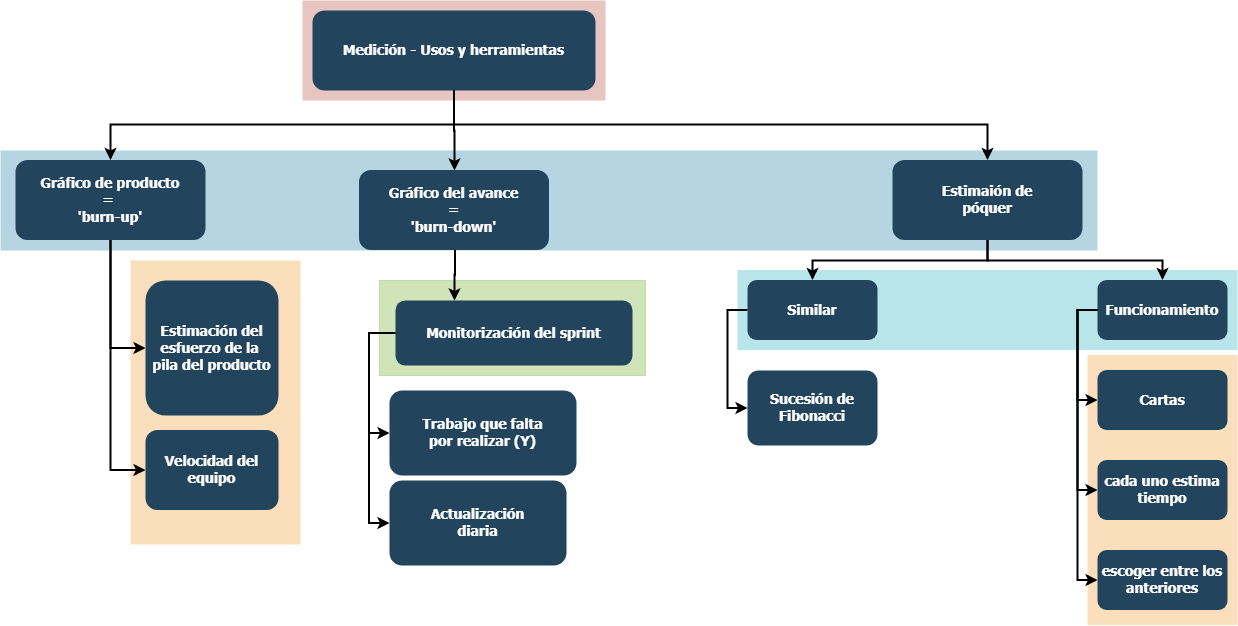 Medición - Usos y herramientas
Gráfico de producto
=
'burn-up'
Gráfico del avance
=
'burn-down'
Estimaión de
póquer
Estimación del
esfuerzo de la
pila del producto
Velocidad del
equipo
Monitorización del sprint
Trabajo que falta
por realizar (Y)
Actualización
diaria
Similar
Sucesión de
Fibonacci
Funcionamiento
Cartas
cada uno estima
tiempo
escoger entre los
anteriores